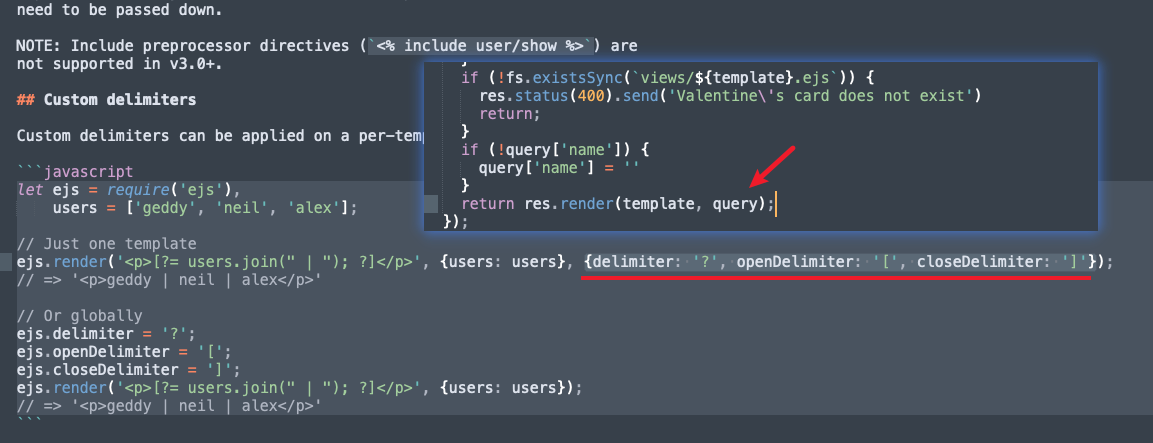 need to be passed down.
NOTE: Include preprocessor directives (`<% include user/show %>`) are
not supported in v3.0+.
## Custom delimiters
Custom delimiters can be applied on a per-tem
```javascript
let ejs = require('ejs'),
    users = ['geddy', 'neil', 'alex'];
// Just one template
ejs.render('<p>[?= users.join(" | "); ?]</p>', {users: users}, {delimiter: '?', openDelimiter: '[', closeDelimiter: ']'});
// => '<p>geddy | neil | alex</p>'
// Or globally
ejs.delimiter = '?';
ejs.openDelimiter = '[';
ejs.closeDelimiter = ']';
ejs.render('<p>[?= users.join(" | "); ?]</p>', {users: users});
// => '<p>geddy | neil | alex</p>'
```
  }
  if (!fs.existsSync(`views/${template}.ejs`)) {
    res.status(400).send('Valentine\'s card does not exist')
    return;
  }
  if (!query['name']) {
    query['name'] = ''
  }
  return res.render(template, query);
});